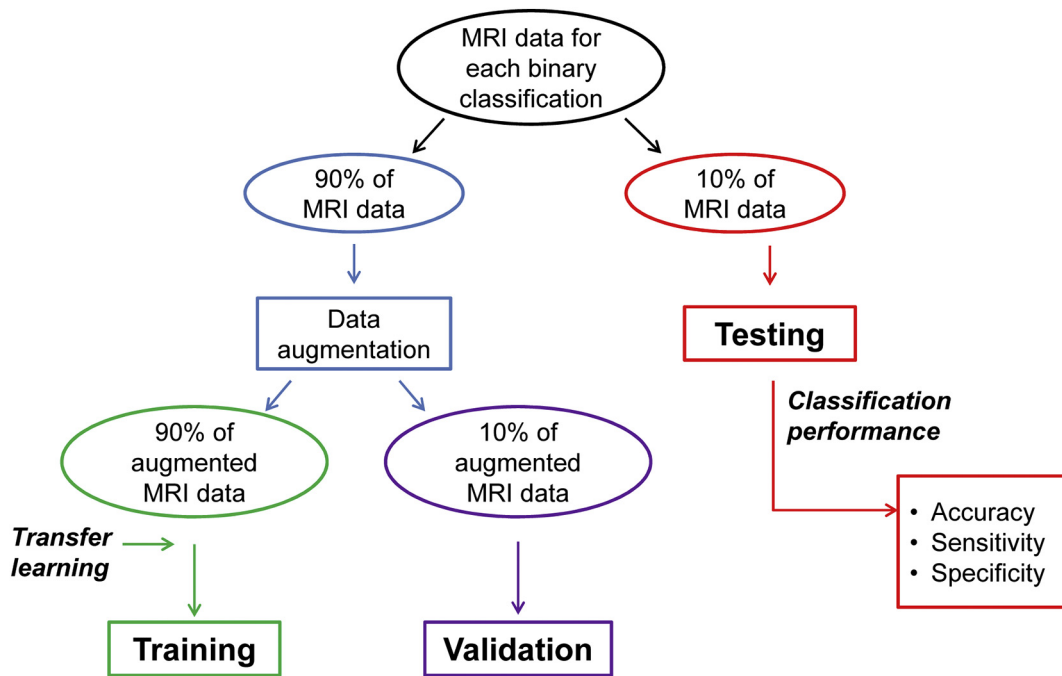 MRI data for
each binary
classification
90% of
MRI data
10% of
MRI data
Data
augmentation
Testing
Classification
performance
90% of
augmented
MRI data
10% of
augmented
MRI data
• Accuracy
• Sensitivity
• Specificity
Transfer
learning
Training
Validation